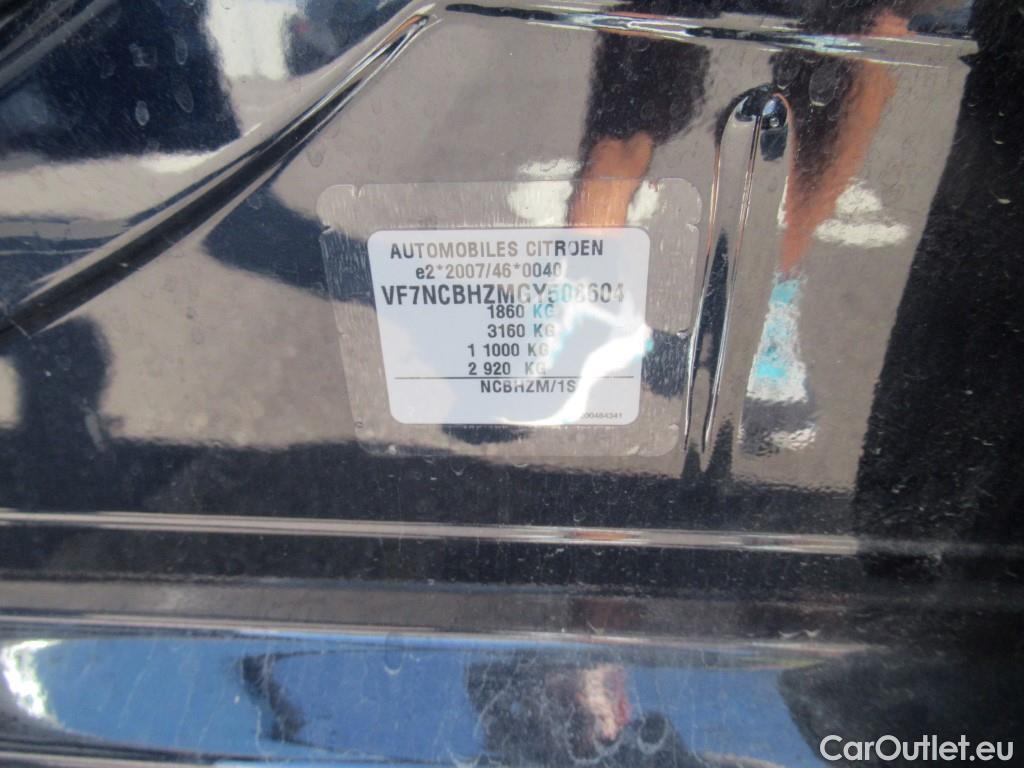 AUTOMOBILES CITROEN
e2*2007/46*0040
VF7NCBHZMGY508604
1860 KG
3160 KG
1 1000 KG
2 920 KG
NCBHZM/1S
CarOutlet.eu